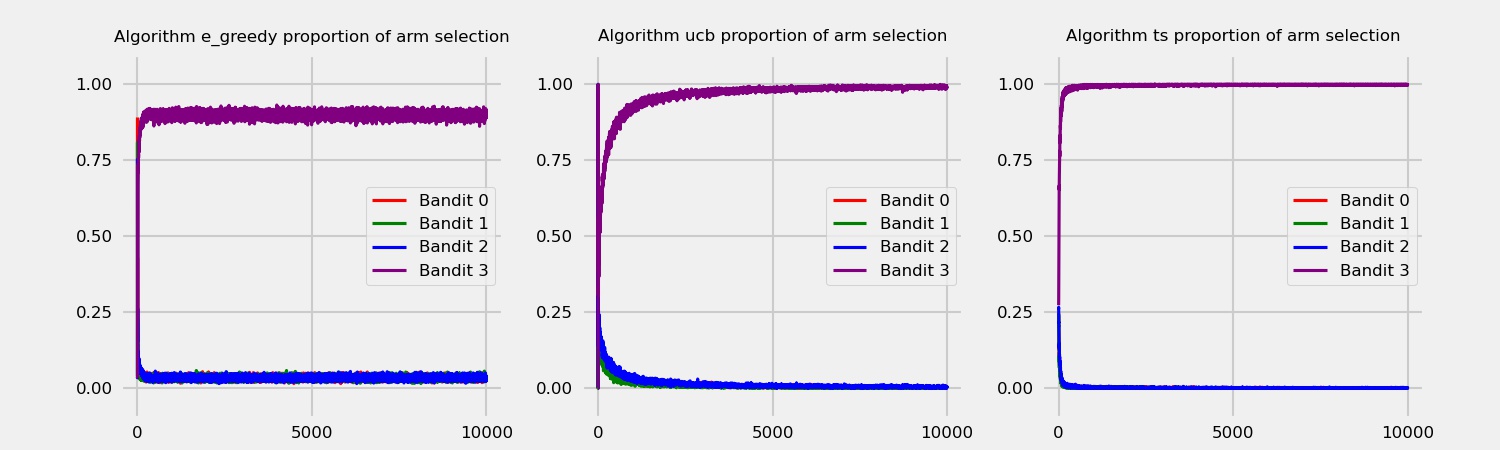 Algorithm e_greedy proportion of arm selection
1.00
0.75
0.50
0.25
0.00
0
5000
10000
Bandit 0
Bandit 1
Bandit 2
Bandit 3
Algorithm ucb proportion of arm selection
1.00
0.75
0.50
0.25
0.00
0
5000
10000
Bandit 0
Bandit 1
Bandit 2
Bandit 3
Algorithm ts proportion of arm selection
1.00
0.75
0.50
0.25
0.00
0
5000
10000
Bandit 0
Bandit 1
Bandit 2
Bandit 3